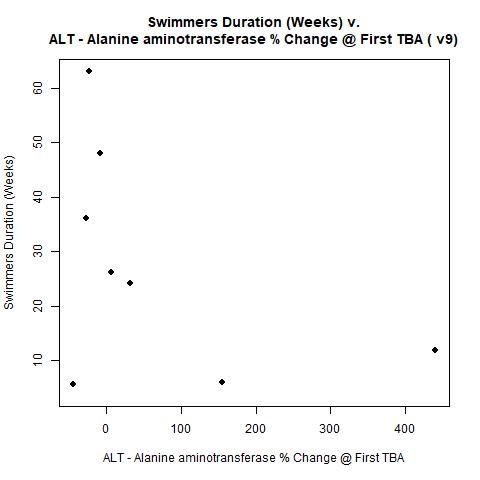 Swimmers Duration (Weeks) v.
ALT - Alanine aminotransferase % Change @ First TBA ( v9)
Swimmers Duration (Weeks)
60
50
40
30
20
10
0 100 200 300 400
ALT - Alanine aminotransferase % Change @ First TBA